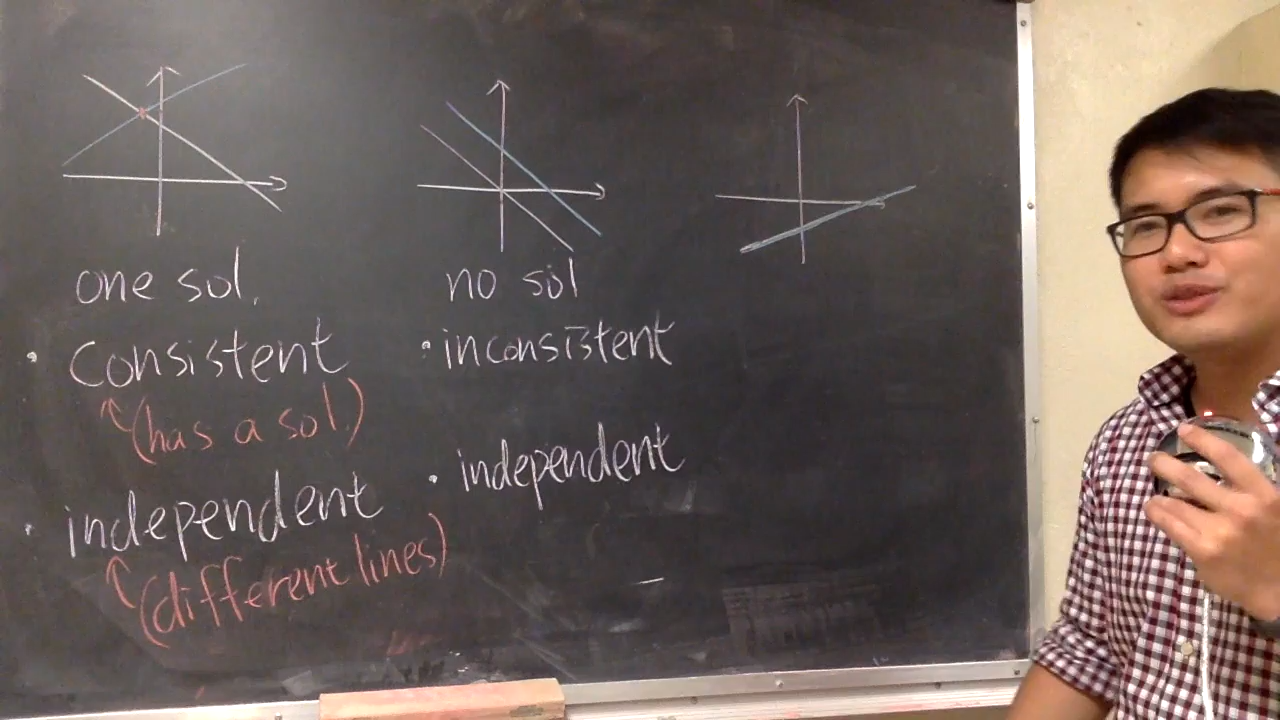 one sol.
• Consistent
(has a sol.)
• independent
(different lines)
no sol
• inconsistent
• independent